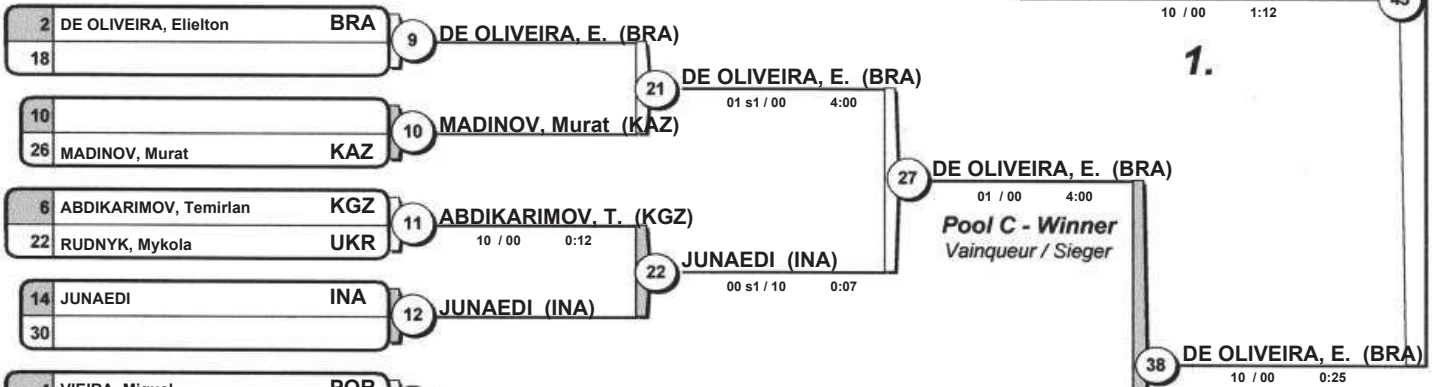 2 DE OLIVEIRA, Elielton BRA
18
9
DE OLIVEIRA, E. (BRA)
10
26 MADINOV, Murat KAZ
10
MADINOV, Murat (KAZ)
21
DE OLIVEIRA, E. (BRA)
01 s1 / 00 4:00
6 ABDIKARIMOV, Temirlan KGZ
22 RUDNYK, Mykola UKR
11
ABDIKARIMOV, T. (KGZ)
10 / 00 0:12
14 JUNAEDI INA
30
12
JUNAEDI (INA)
22
JUNAEDI (INA)
00 s1 / 10 0:07
27
DE OLIVEIRA, E. (BRA)
01 / 00 4:00
Pool C - Winner
Vainqueur / Sieger
10 / 00 1:12
1.
38
DE OLIVEIRA, E. (BRA)
10 / 00 0:25
VIEIRA, Miguel POR